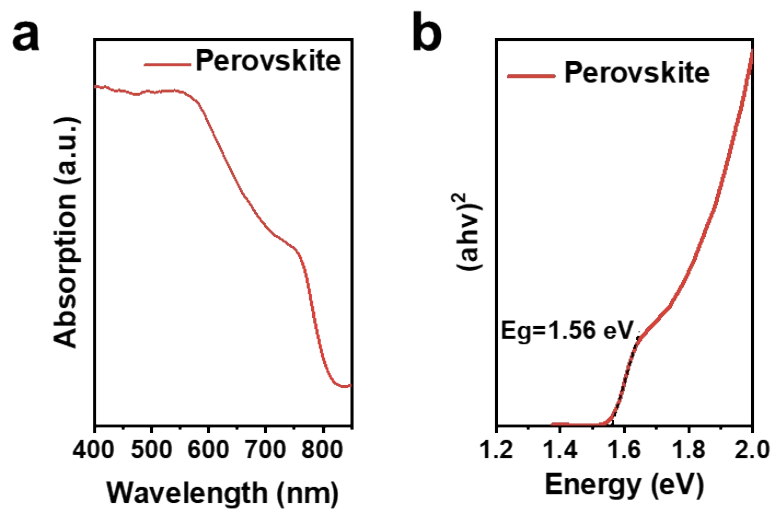 a
Perovskite
Absorption (a.u.)
400 500 600 700 800
Wavelength (nm)
b
Perovskite
(ahv)²
Eg=1.56 eV
1.2 1.4 1.6 1.8 2.0
Energy (eV)